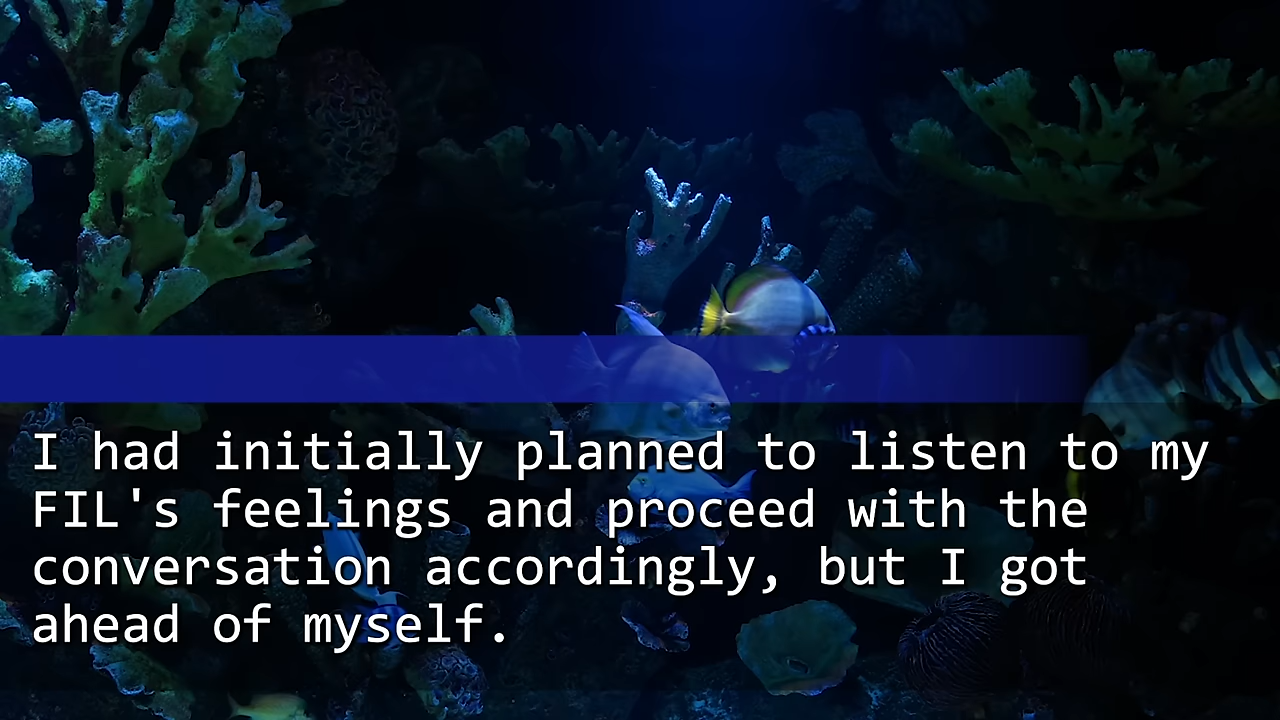 I had initially planned to listen to my
FIL's feelings and proceed with the
conversation accordingly, but I got
ahead of myself.